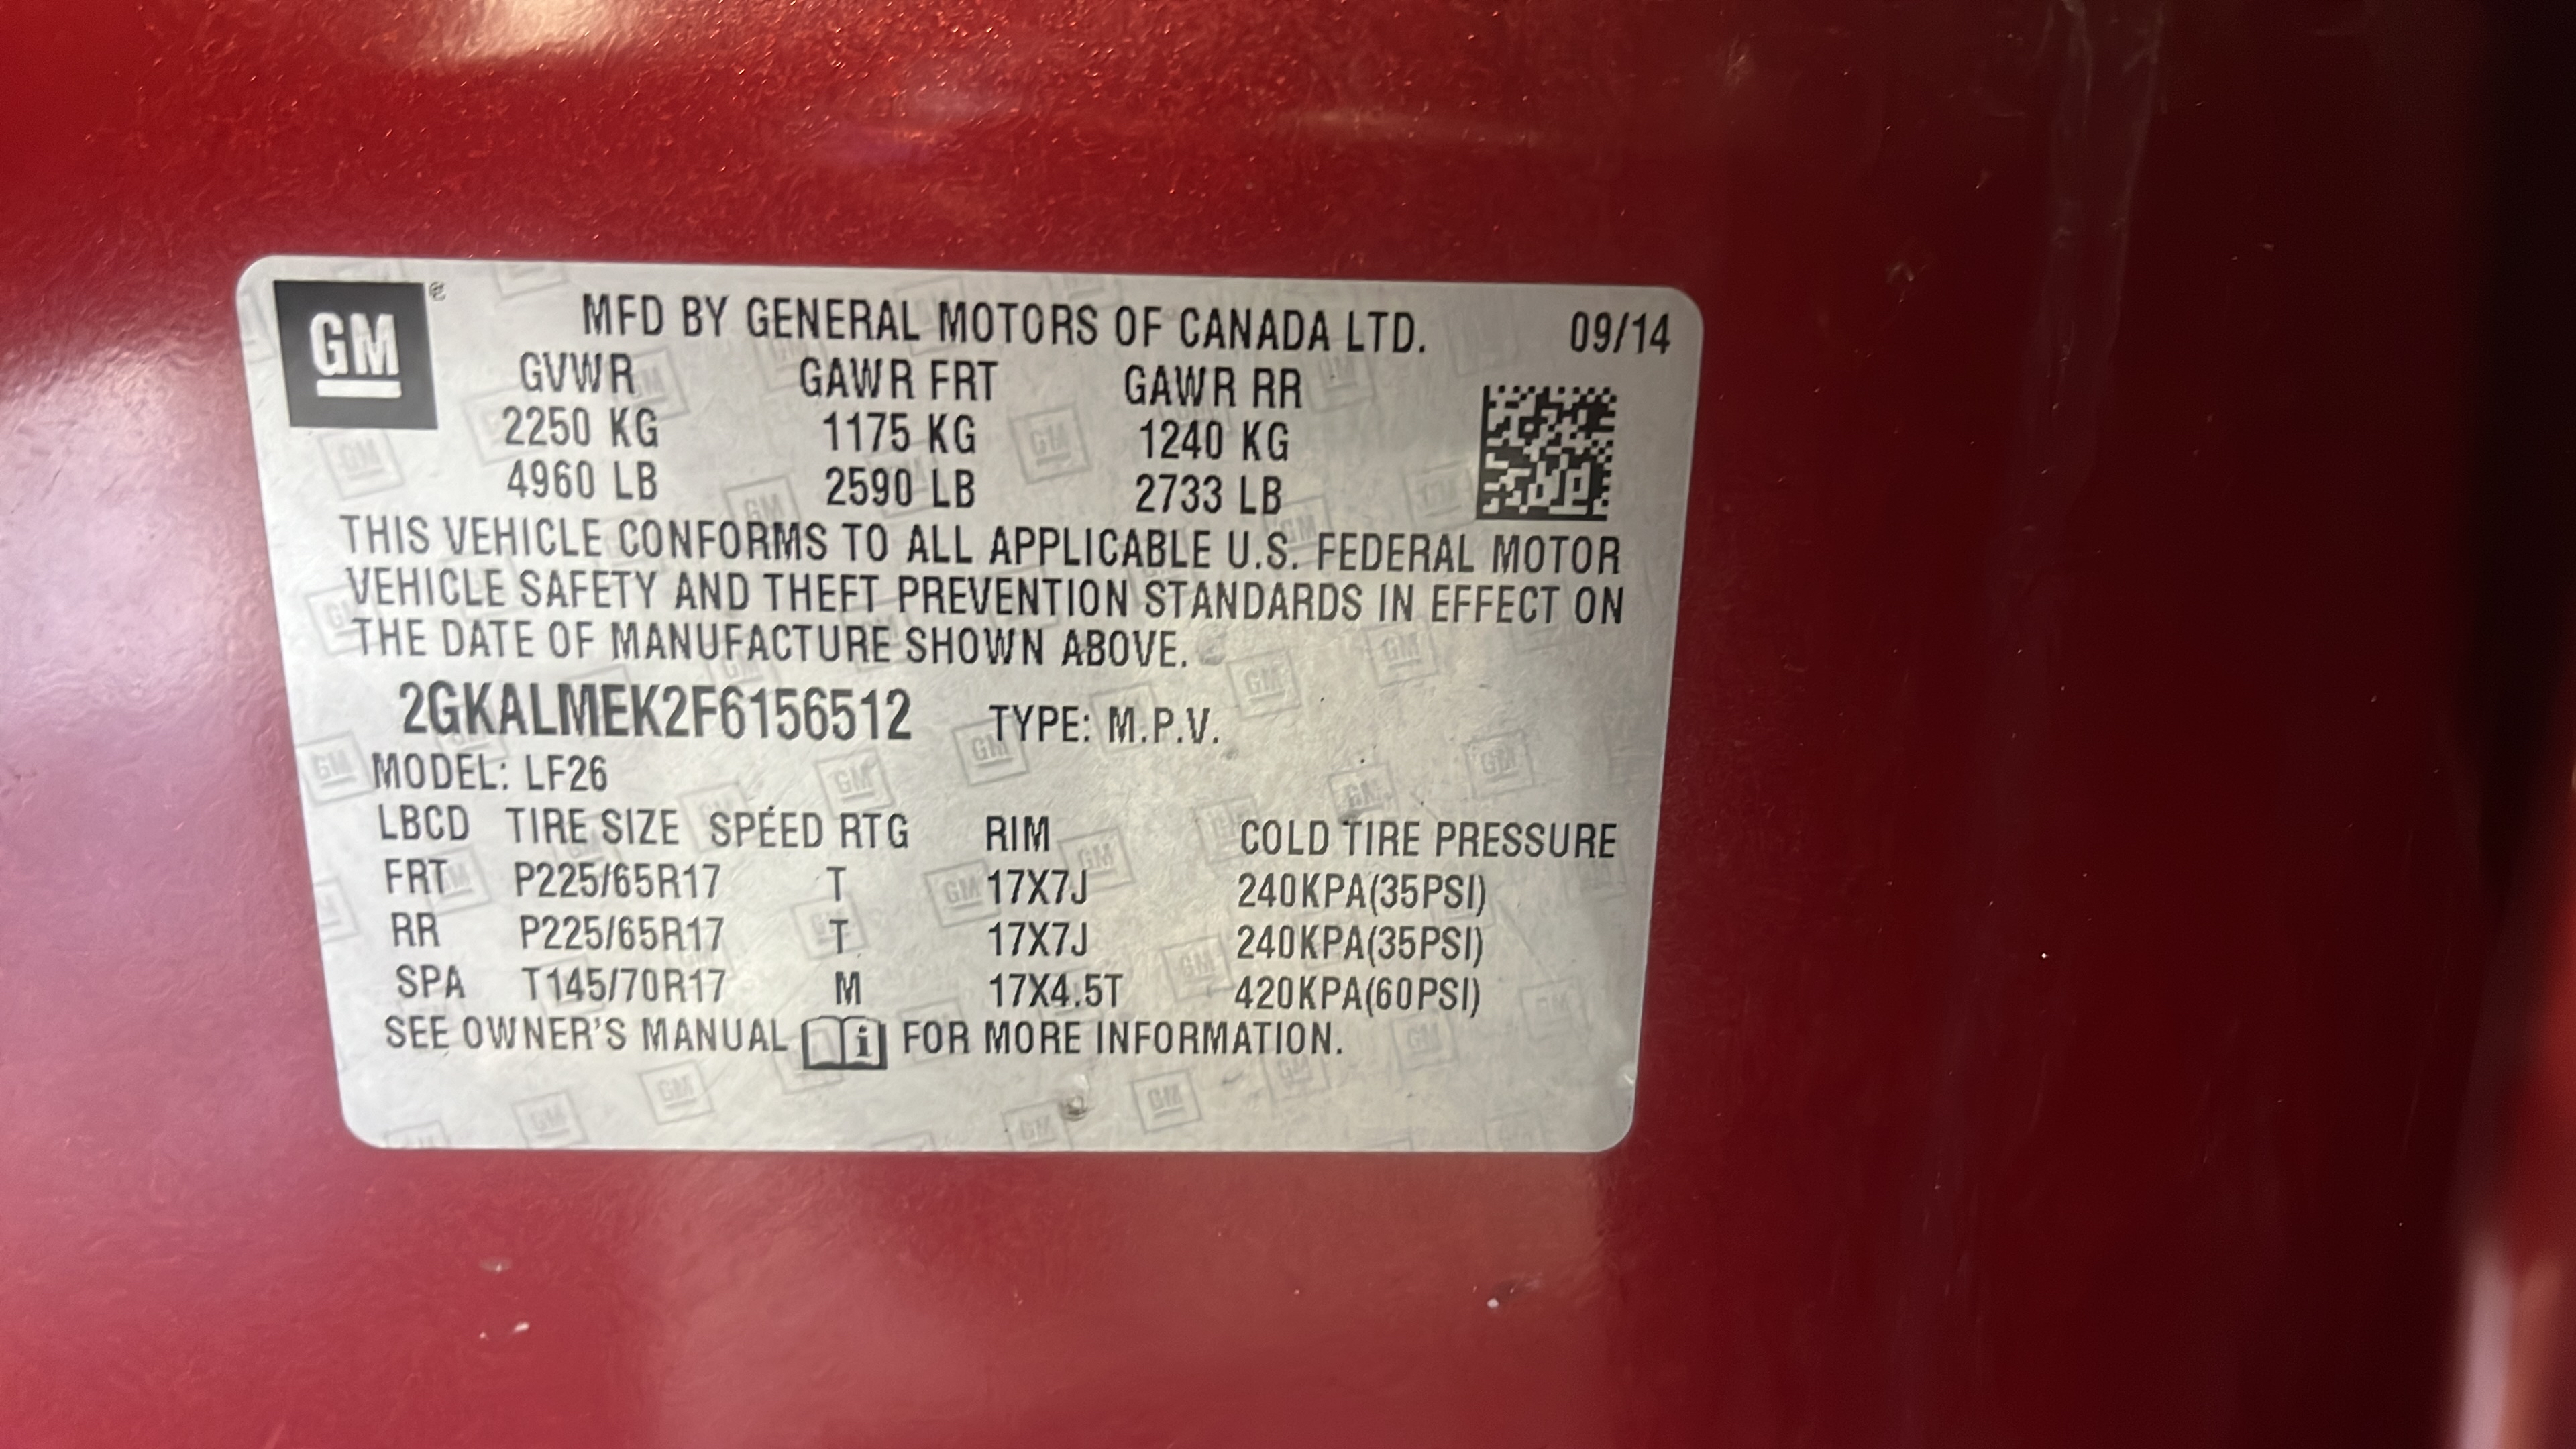 GM
MFD BY GENERAL MOTORS OF CANADA LTD. 09/14
GVWR GAWR FRT GAWR RR
2250 KG 1175 KG 1240 KG
4960 LB 2590 LB 2733 LB
THIS VEHICLE CONFORMS TO ALL APPLICABLE U.S. FEDERAL MOTOR
VEHICLE SAFETY AND THEFT PREVENTION STANDARDS IN EFFECT ON
THE DATE OF MANUFACTURE SHOWN ABOVE.
2GKALMEK2F6156512 TYPE: M.P.V.
MODEL: LF26
LBCD TIRE SIZE SPEED RTG RIM COLD TIRE PRESSURE
FRT P225/65R17 T 17X7J 240KPA(35PSI)
RR P225/65R17 T 17X7J 240KPA(35PSI)
SPA T145/70R17 M 17X4.5T 420KPA(60PSI)
SEE OWNER'S MANUAL i FOR MORE INFORMATION.